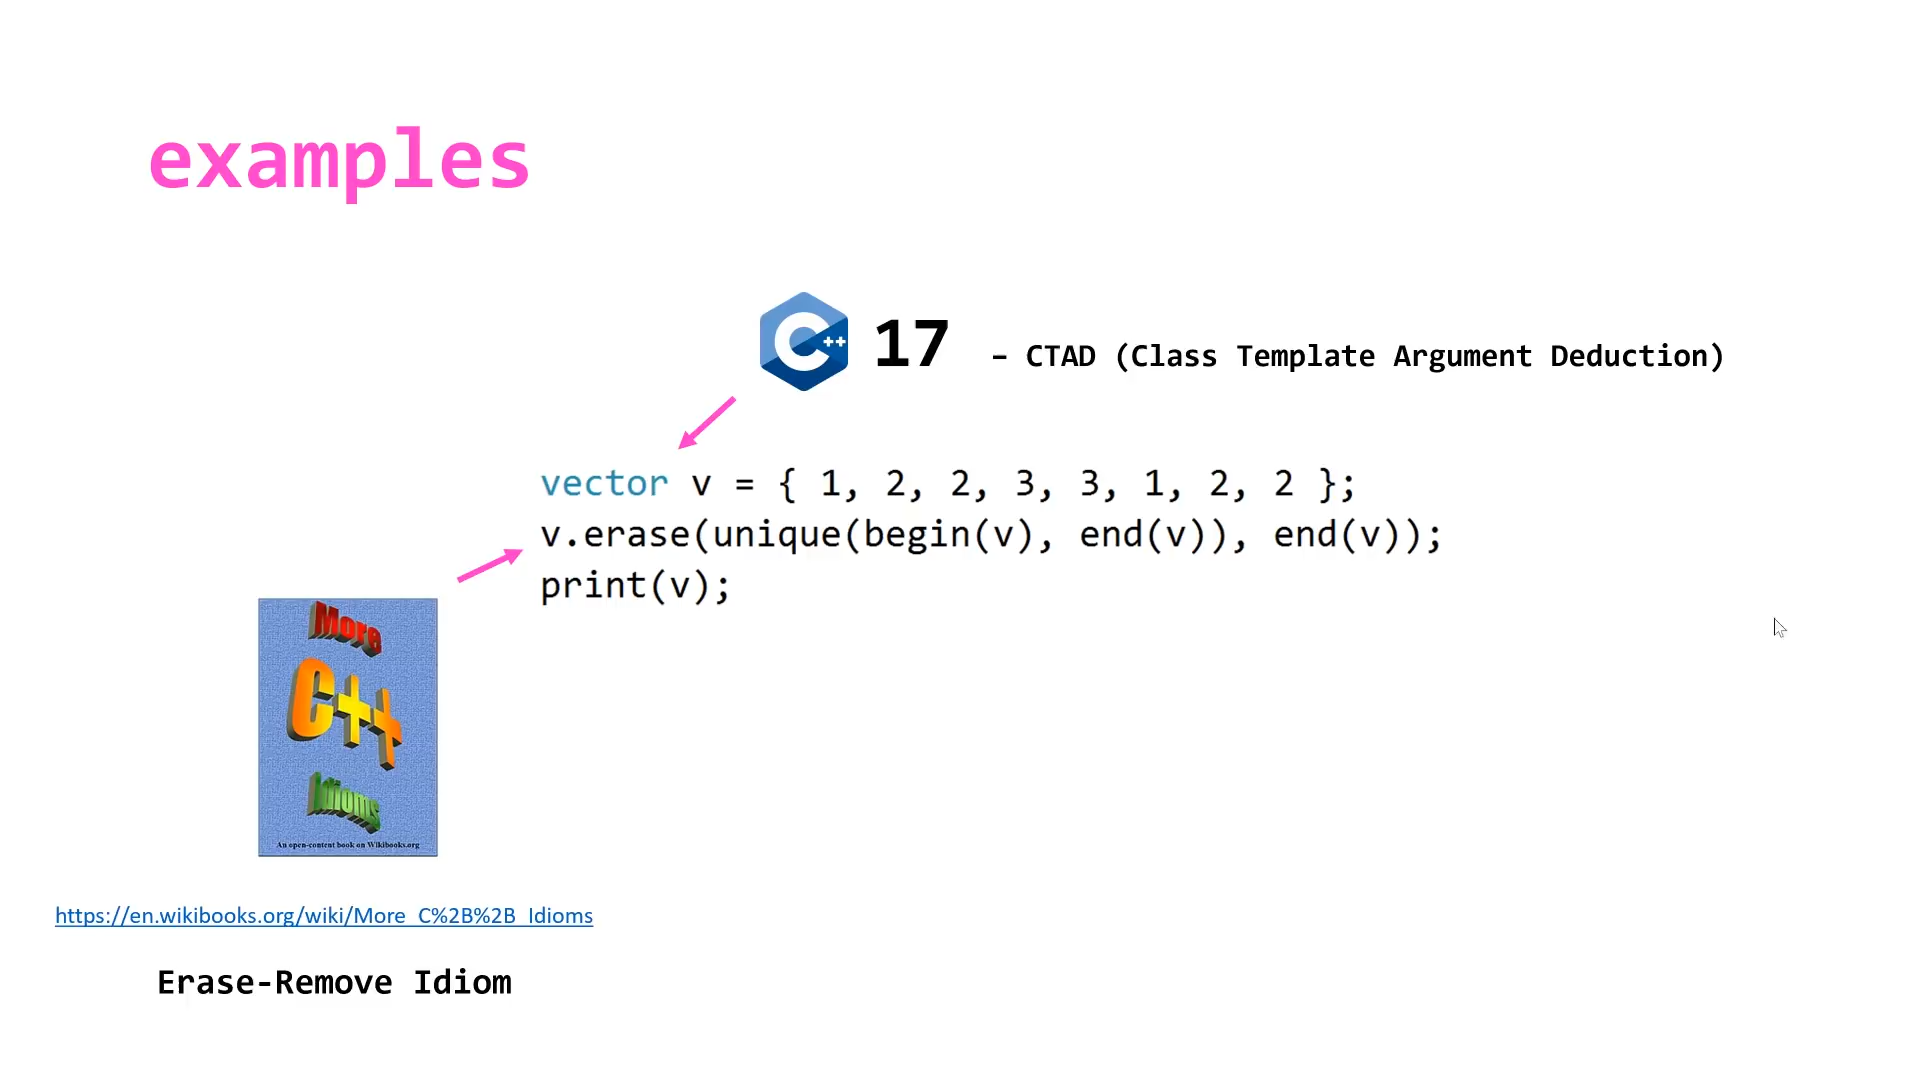 examples
C++ 17 – CTAD (Class Template Argument Deduction)
vector v = { 1, 2, 2, 3, 3, 1, 2, 2 };
v.erase(unique(begin(v), end(v)), end(v));
print(v);
More
C++
Idioms
An open-content book on Wikibooks.org
https://en.wikibooks.org/wiki/More_C%2B%2B_Idioms
Erase-Remove Idiom